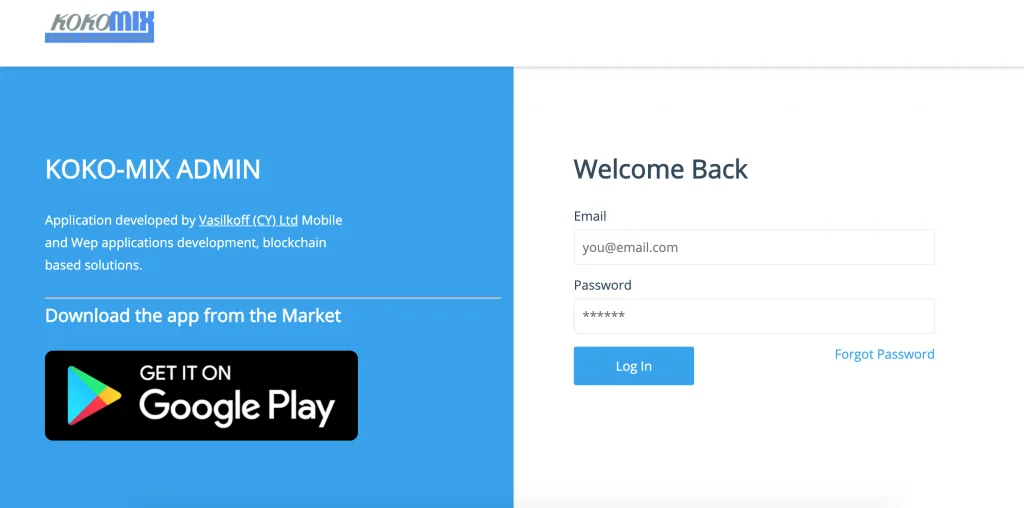 KOKOMIX
KOKO-MIX ADMIN
Application developed by Vasilkoff (CY) Ltd Mobile
and Wep applications development, blockchain
based solutions.
Download the app from the Market
GET IT ON
Google Play
Welcome Back
Email
you@email.com
Password
******
Log In
Forgot Password